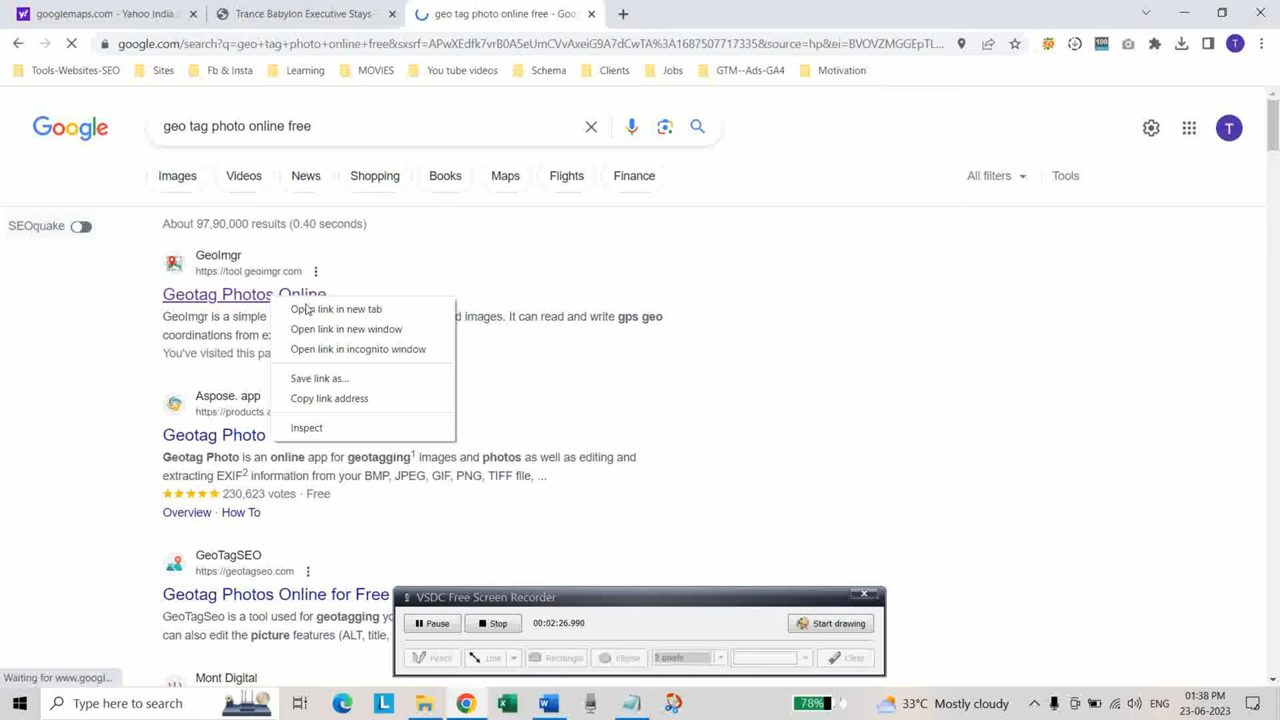 googlemaps.com - Yahoo India
Trance Babylon Executive Stays
geo tag photo online free - Goo
google.com/search?q=geo+tag+photo+online+free&
Tools-Websites-SEO
Sites
Fb & Insta
Learning
MOVIES
You tube videos
Schema
Clients
Jobs
GTM--Ads-GA4
Motivation
Google
geo tag photo online free
T
Images
Videos
News
Shopping
Books
Maps
Flights
Finance
All filters
Tools
SEOquake
About 97,90,000 results (0.40 seconds)
GeoImgr
https://tool.geoimgr.com
Geotag Photos Online
GeoImgr is a simple
d images. It can read and write gps geo
coordinations from e
You've visited this pa
Open link in new tab
Open link in new window
Open link in incognito window
Save link as...
Copy link address
Inspect
Aspose. app
https://products.a
Geotag Photo
Geotag Photo is an online app for geotagging1 images and photos as well as editing and
extracting EXIF2 information from your BMP, JPEG, GIF, PNG, TIFF file, ...
230,623 votes · Free
Overview · How To
GeoTagSEO
https://geotagseo.com
Geotag Photos Online for Free
GeoTagSeo is a tool used for geotagging
can also edit the picture features (ALT, title,
Mont Digital
VSDC Free Screen Recorder
Pause
Stop
00:02:26.990
Start drawing
Pencil
Line
Rectangle
Ellipse
2 pixels
Clear
Waiting for www.googl...
Type here to search
78%
33°C Mostly cloudy
ENG
01:38 PM
23-06-2023